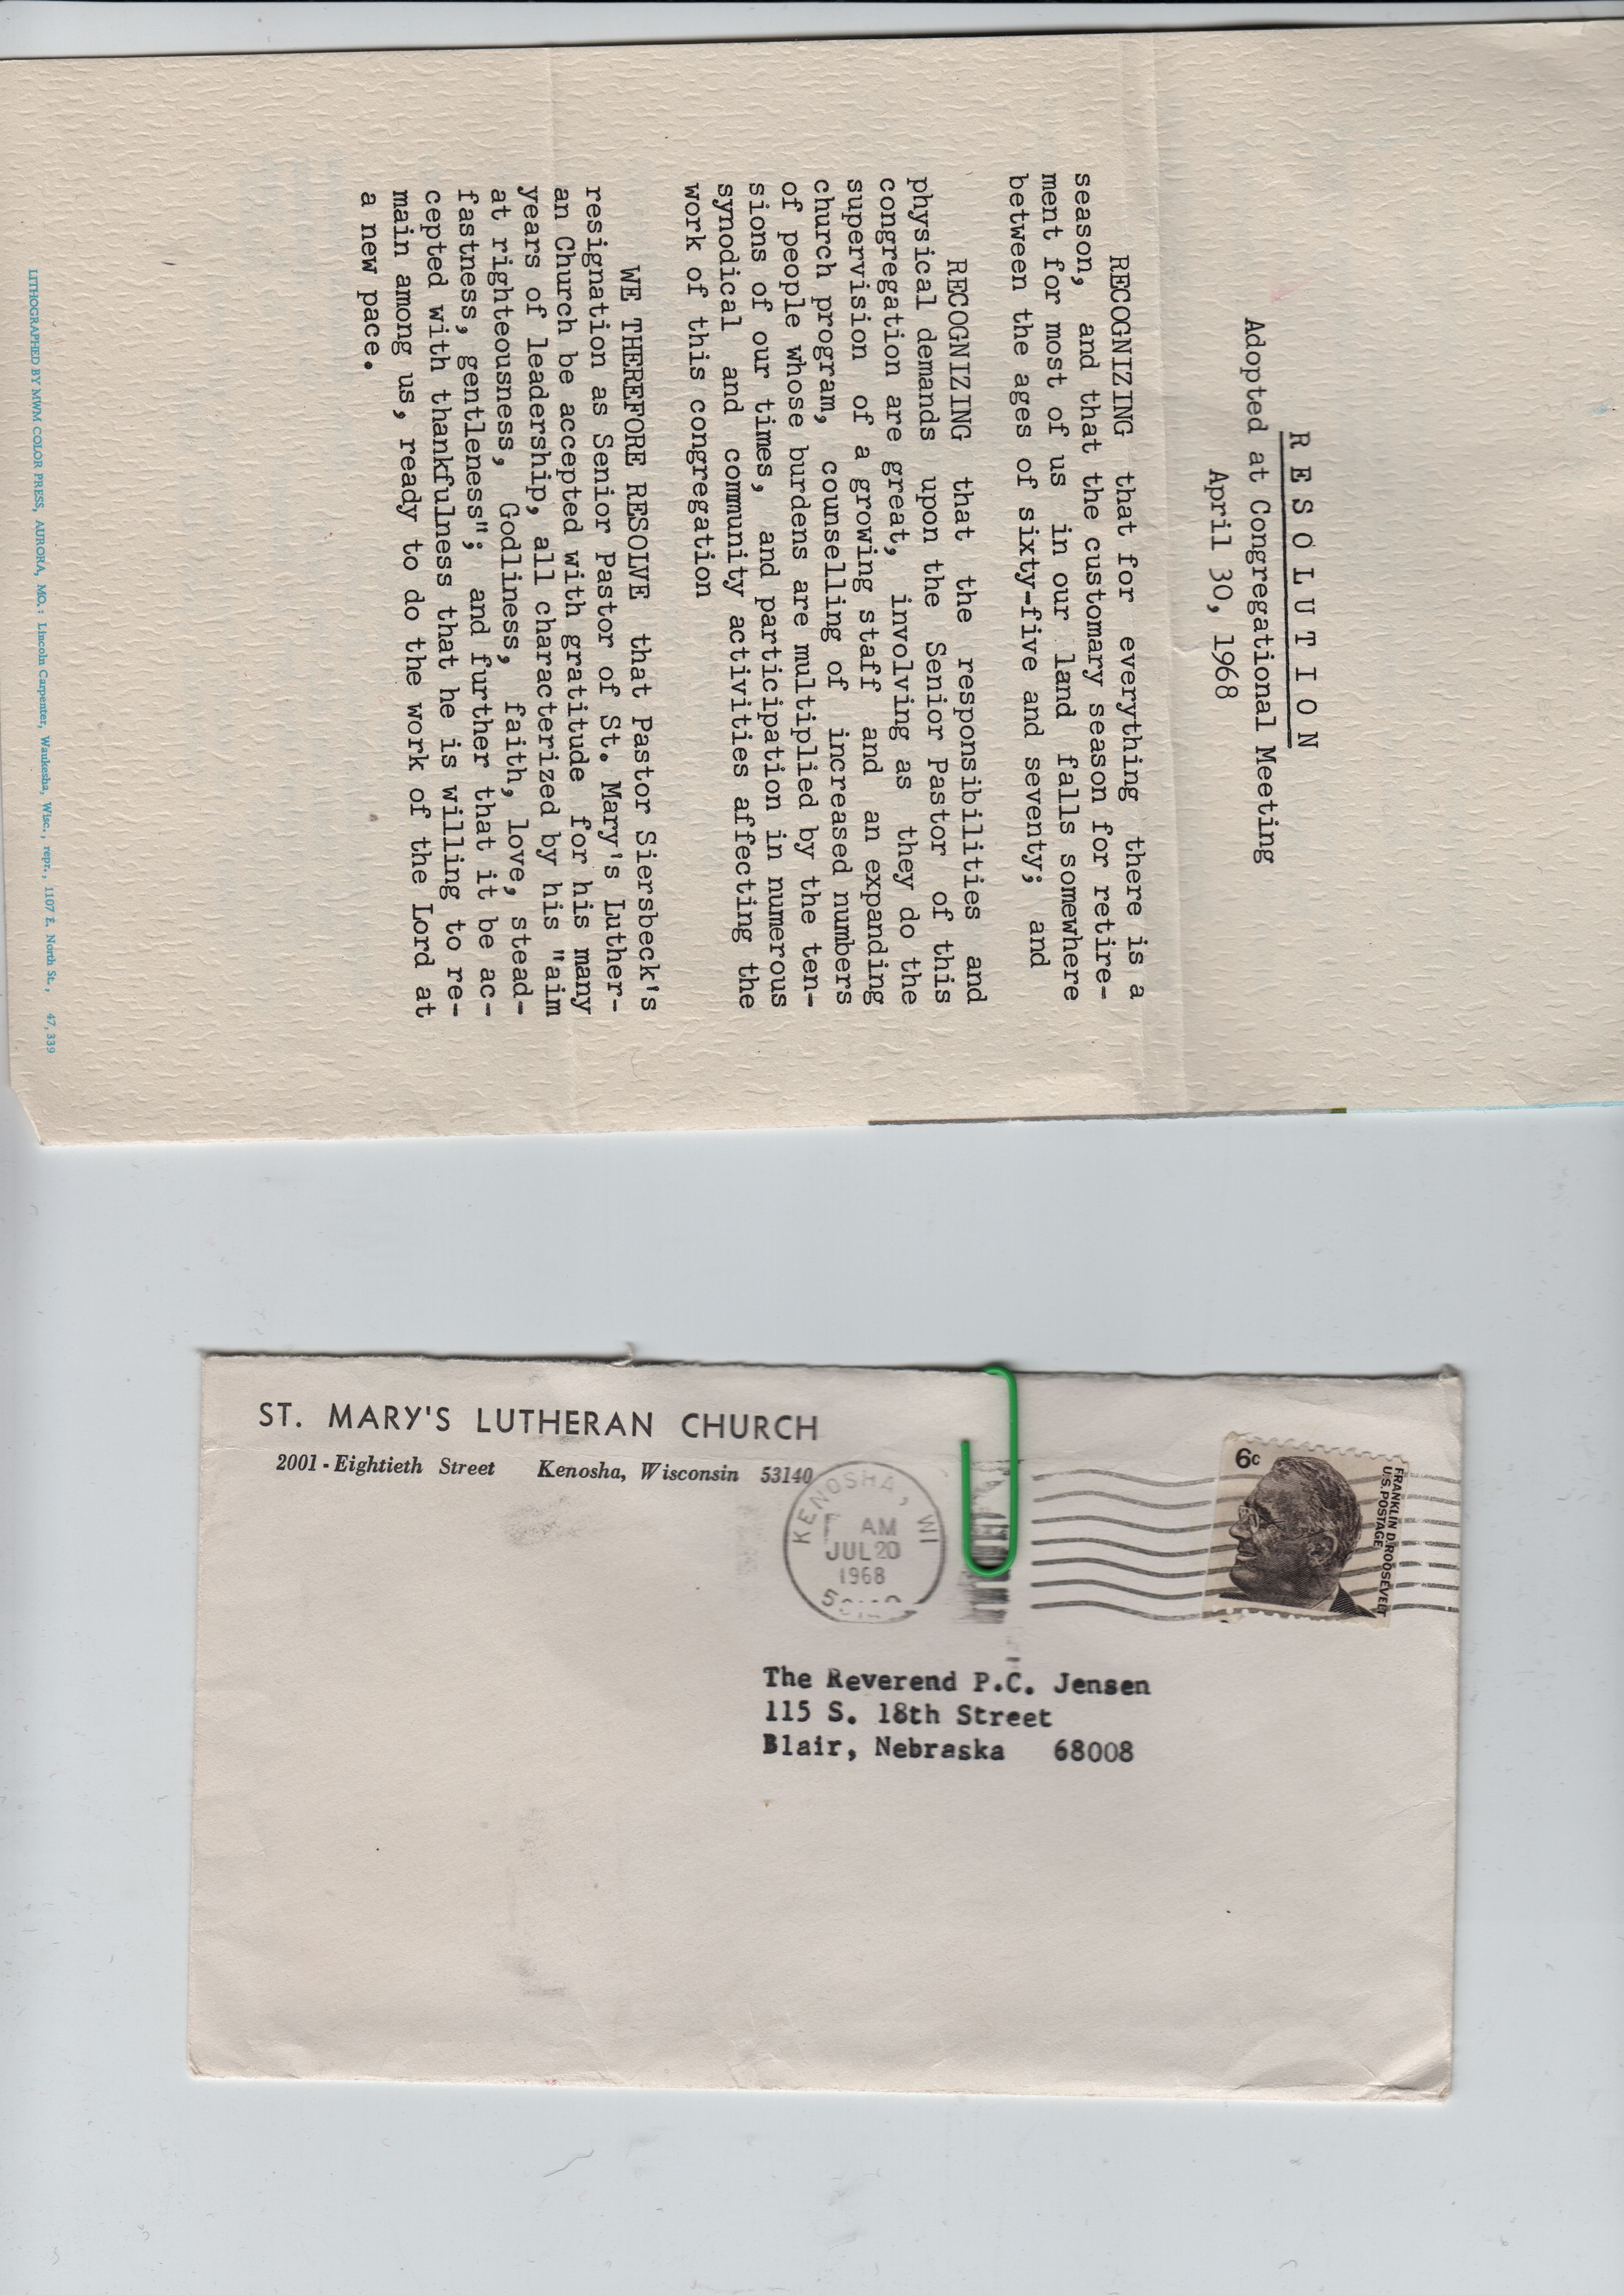 R E S O L U T I O N
Adopted at Congregational Meeting
April 30, 1968
RECOGNIZING that for everything there is a
season, and that the customary season for retire-
ment for most of us in our land falls somewhere
between the ages of sixty-five and seventy; and
RECOGNIZING that the responsibilities and
physical demands upon the Senior Pastor of this
congregation are great, involving as they do the
supervision of a growing staff and an expanding
church program, counselling of increased numbers
of people whose burdens are multiplied by the ten-
sions of our times, and participation in numerous
synodical and community activities affecting the
work of this congregation
WE THEREFORE RESOLVE that Pastor Siersbeck's
resignation as Senior Pastor of St. Mary's Luther-
an Church be accepted with gratitude for his many
years of leadership, all characterized by his "aim
at righteousness, Godliness, faith, love, stead-
fastness, gentleness"; and further that it be ac-
cepted with thankfulness that he is willing to re-
main among us, ready to do the work of the Lord at
a new pace.
LITHOGRAPHED BY MWM COLOR PRESS, AURORA, MO.: Lincoln Carpenter, Waukesha, Wisc., repr., 1107 E. North St., 47,339
ST. MARY'S LUTHERAN CHURCH
2001 - Eightieth Street Kenosha, Wisconsin 53140
KENOSHA, WI
AM
JUL 20
1968
6c
FRANKLIN D. ROOSEVELT
U.S. POSTAGE
The Reverend P.C. Jensen
115 S. 18th Street
Blair, Nebraska 68008